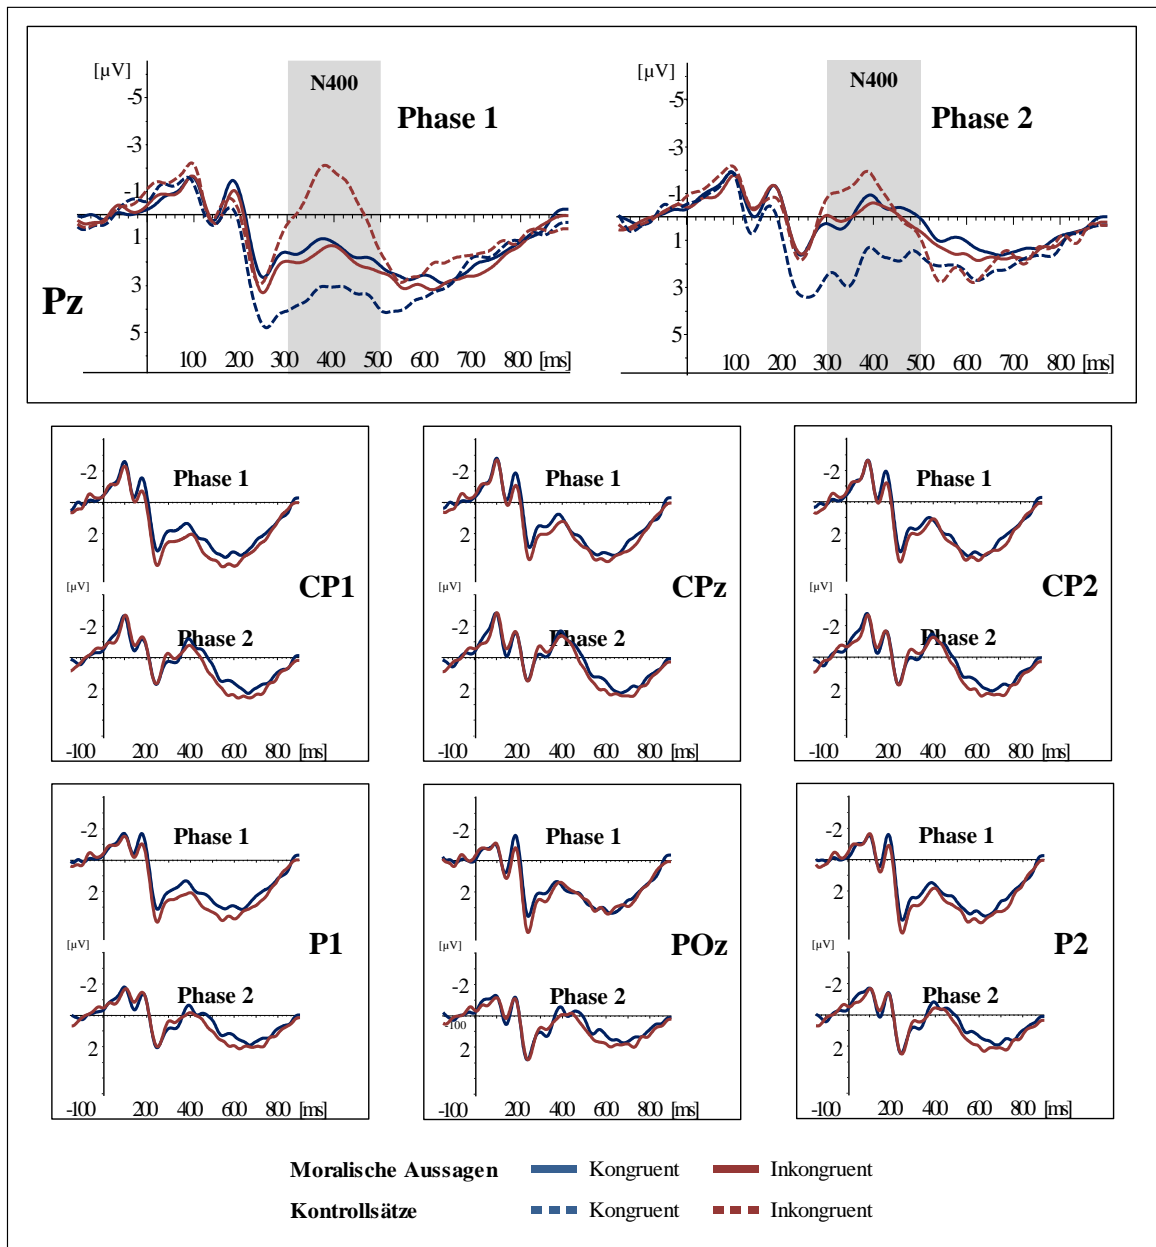 [µV] N400 [µV] N400
Phase 1 Phase 2
-5 -5
-3 -3
-1 -1
1 1
3 3
Pz
5 5
100 200 300 400 500 600 700 800 [ms] 100 200 300 400 500 600 700 800 [ms]
-2 Phase 1 -2 Phase 1 -2 Phase 1
2 2 2
[µV] CP1 [µV] CPz [µV] CP2
-2 Phase 2 -2 Phase 2 -2 Phase 2
2 2 2
-100 200 400 600 800 [ms] -100 200 400 600 800 [ms] -100 200 400 600 800 [ms]
-2 Phase 1 -2 Phase 1 -2 Phase 1
2 2 2
[µV] P1 [µV] POz [µV] P2
-2 Phase 2 -2 Phase 2 -2 Phase 2
-100
2 2 2
-100 200 400 600 800 [ms] -100 200 400 600 800 [ms] -100 200 400 600 800 [ms]
Moralische Aussagen Kongruent Inkongruent
Kontrollsätze Kongruent Inkongruent